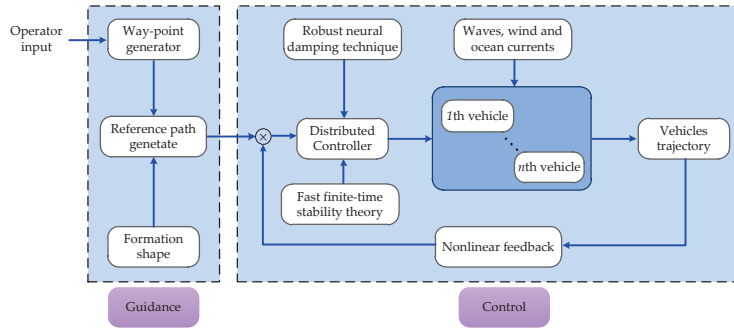 Operator
input
Way-point
generator
Reference path
genetate
Formation
shape
Guidance
Robust neural
damping technique
Waves, wind and
ocean currents
×
Distributed
Controller
Fast finite-time
stability theory
1th vehicle
nth vehicle
Vehicles
trajectory
Nonlinear feedback
Control